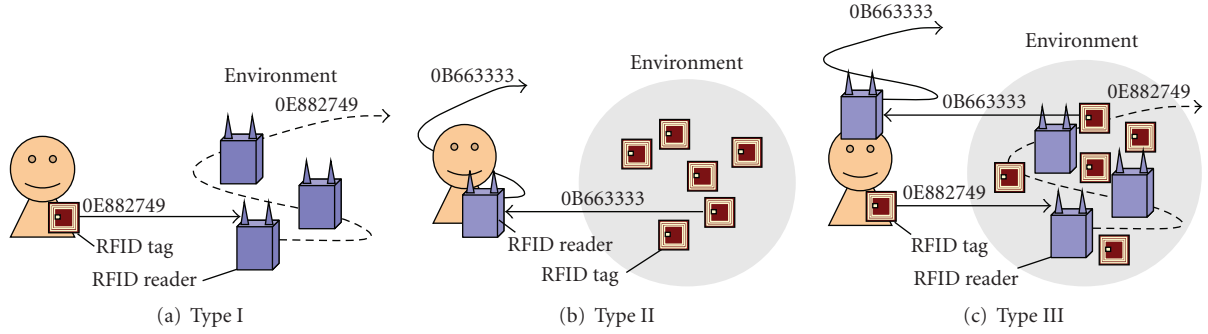 Environment
0E882749
0E882749
RFID tag
RFID reader
(a) Type I
0B663333
Environment
0B663333
RFID reader
RFID tag
(b) Type II
0B663333
Environment
0E882749
0B663333
0E882749
RFID tag
RFID reader
(c) Type III